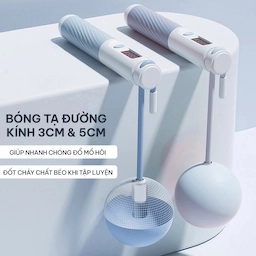 BÓNG TẠ ĐƯỜNG
KÍNH 3CM & 5CM
GIÚP NHANH CHÓNG ĐỔ MỒ HÔI
ĐỐT CHÁY CHẤT BÉO KHI TẬP LUYỆN